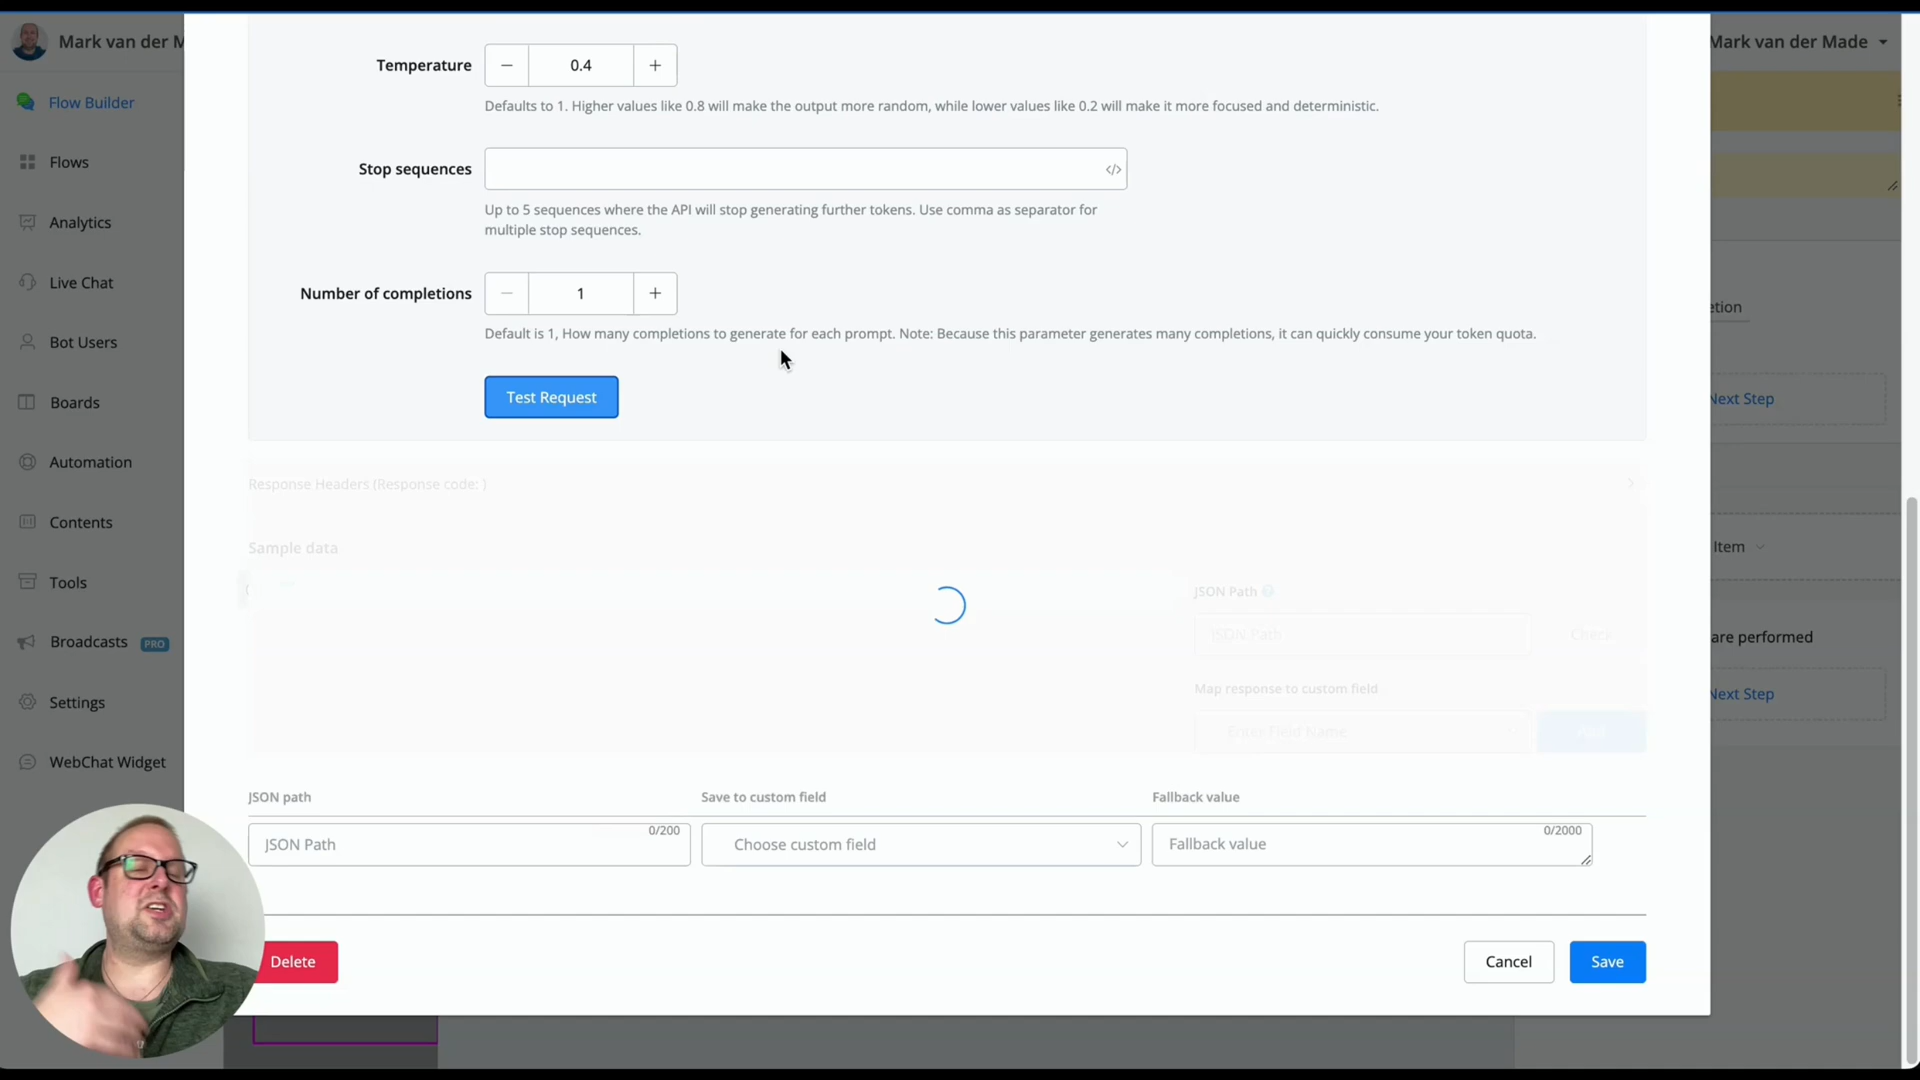 Mark van der M
Mark van der Made
Flow Builder
Flows
Analytics
Live Chat
Bot Users
Boards
Automation
Contents
Tools
Broadcasts PRO
Settings
WebChat Widget
Temperature
0.4
Defaults to 1. Higher values like 0.8 will make the output more random, while lower values like 0.2 will make it more focused and deterministic.
Stop sequences
</>
Up to 5 sequences where the API will stop generating further tokens. Use comma as separator for
multiple stop sequences.
Number of completions
1
Default is 1, How many completions to generate for each prompt. Note: Because this parameter generates many completions, it can quickly consume your token quota.
Test Request
Response Headers (Response code: )
Sample data
JSON Path
JSON Path
Check
Map response to custom field
Enter Field Name
JSON path
Save to custom field
Fallback value
JSON Path
0/200
Choose custom field
Fallback value
0/2000
Delete
Cancel
Save
etion
Next Step
Item
are performed
Next Step